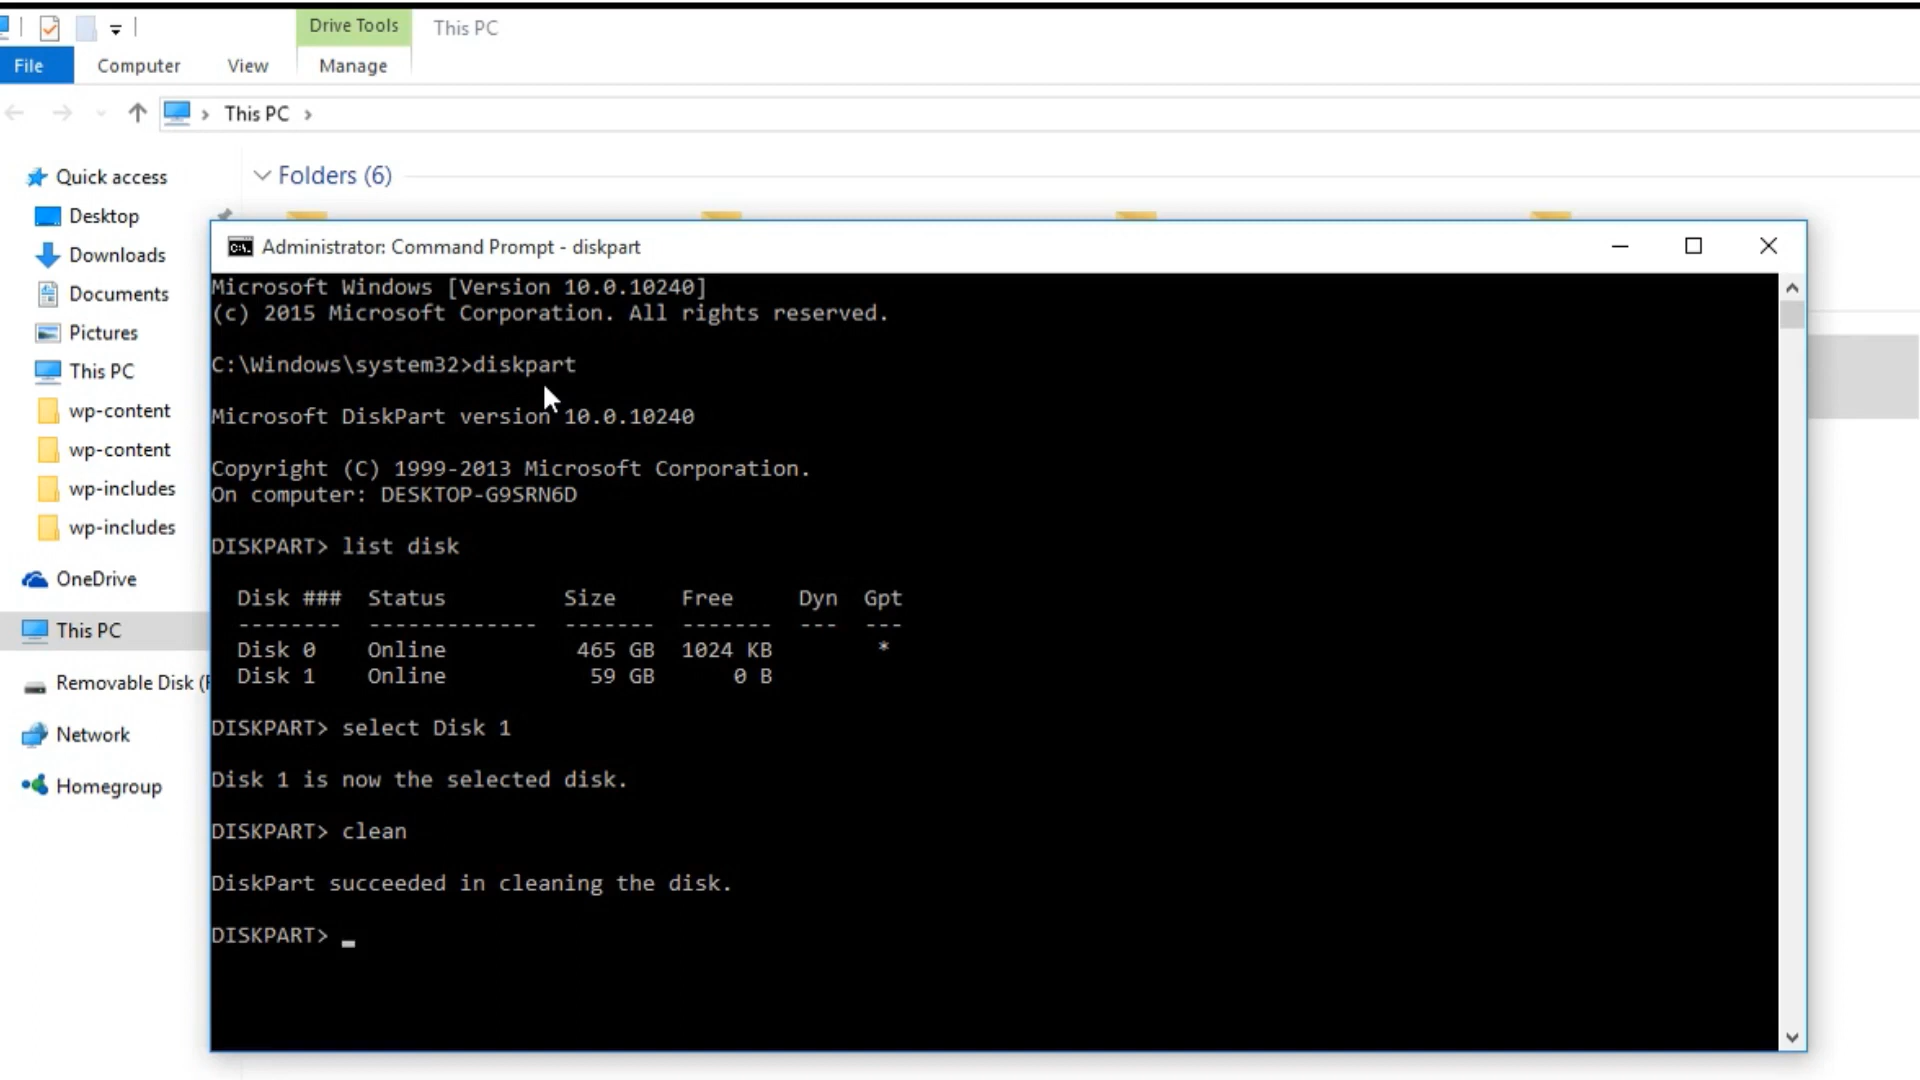 Drive Tools
This PC
File
Computer
View
Manage
This PC
Quick access
Desktop
Downloads
Documents
Pictures
This PC
wp-content
wp-content
wp-includes
wp-includes
OneDrive
This PC
Removable Disk (
Network
Homegroup
Folders (6)
Administrator: Command Prompt - diskpart
Microsoft Windows [Version 10.0.10240]
(c) 2015 Microsoft Corporation. All rights reserved.
C:\Windows\system32>diskpart
Microsoft DiskPart version 10.0.10240
Copyright (C) 1999-2013 Microsoft Corporation.
On computer: DESKTOP-G9SRN6D
DISKPART> list disk
Disk ### Status Size Free Dyn Gpt
-------- ------------- ------- ------- --- ---
Disk 0 Online 465 GB 1024 KB *
Disk 1 Online 59 GB 0 B
DISKPART> select Disk 1
Disk 1 is now the selected disk.
DISKPART> clean
DiskPart succeeded in cleaning the disk.
DISKPART> _